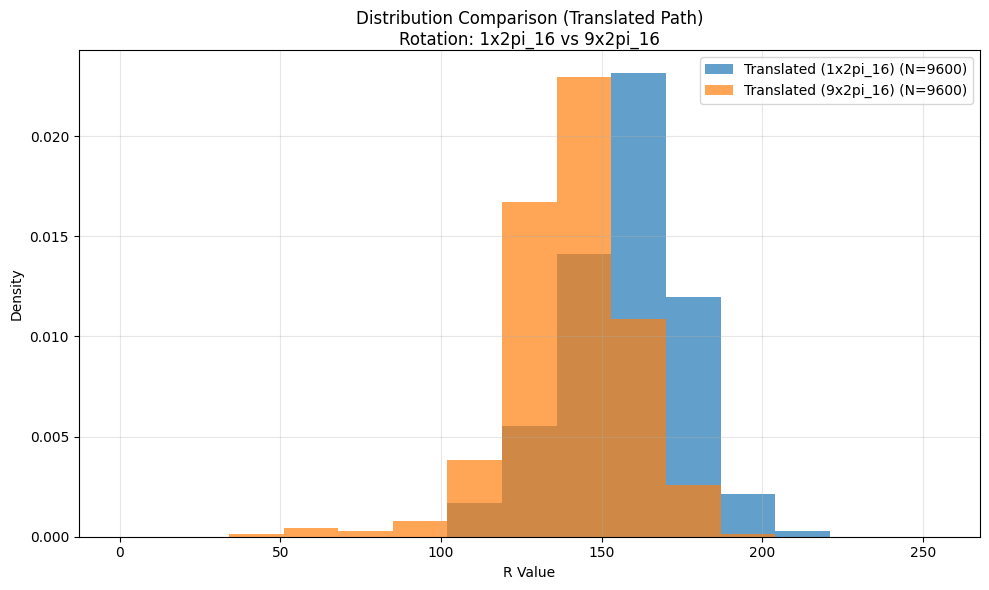 Distribution Comparison (Translated Path)
Rotation: 1x2pi_16 vs 9x2pi_16
Translated (1x2pi_16) (N=9600)
Translated (9x2pi_16) (N=9600)
Density
0.020
0.015
0.010
0.005
0.000
0 50 100 150 200 250
R Value